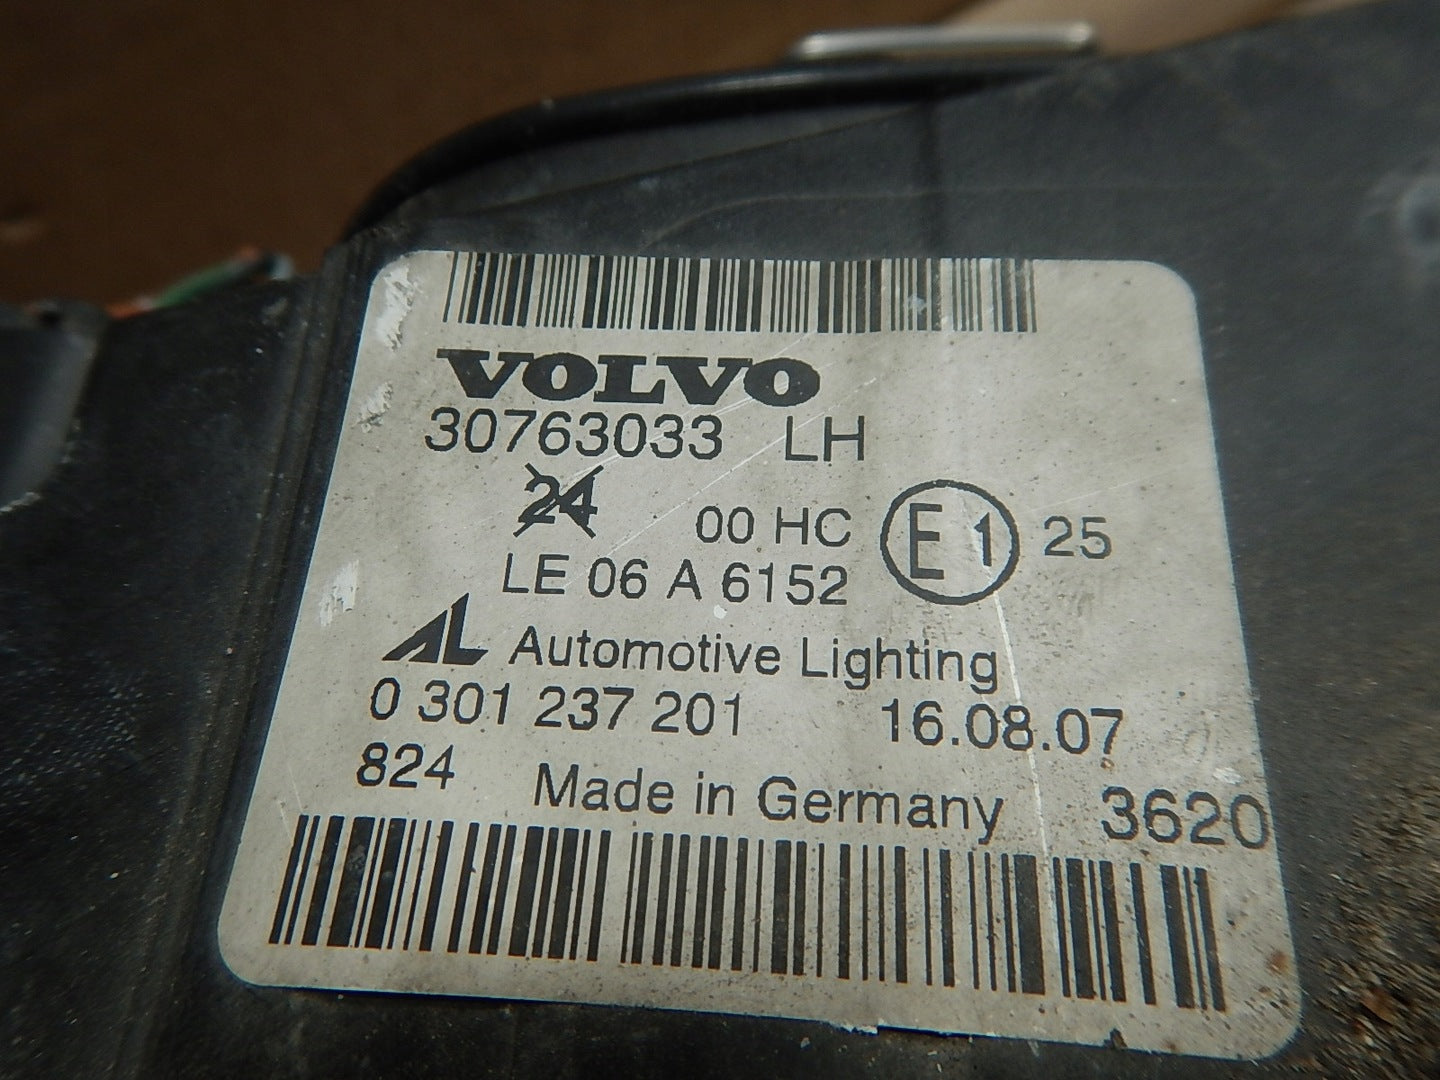 VOLVO
30763033 LH
24
00 HC E1 25
LE 06 A 6152
AL Automotive Lighting
0 301 237 201 16.08.07
824 Made in Germany 3620